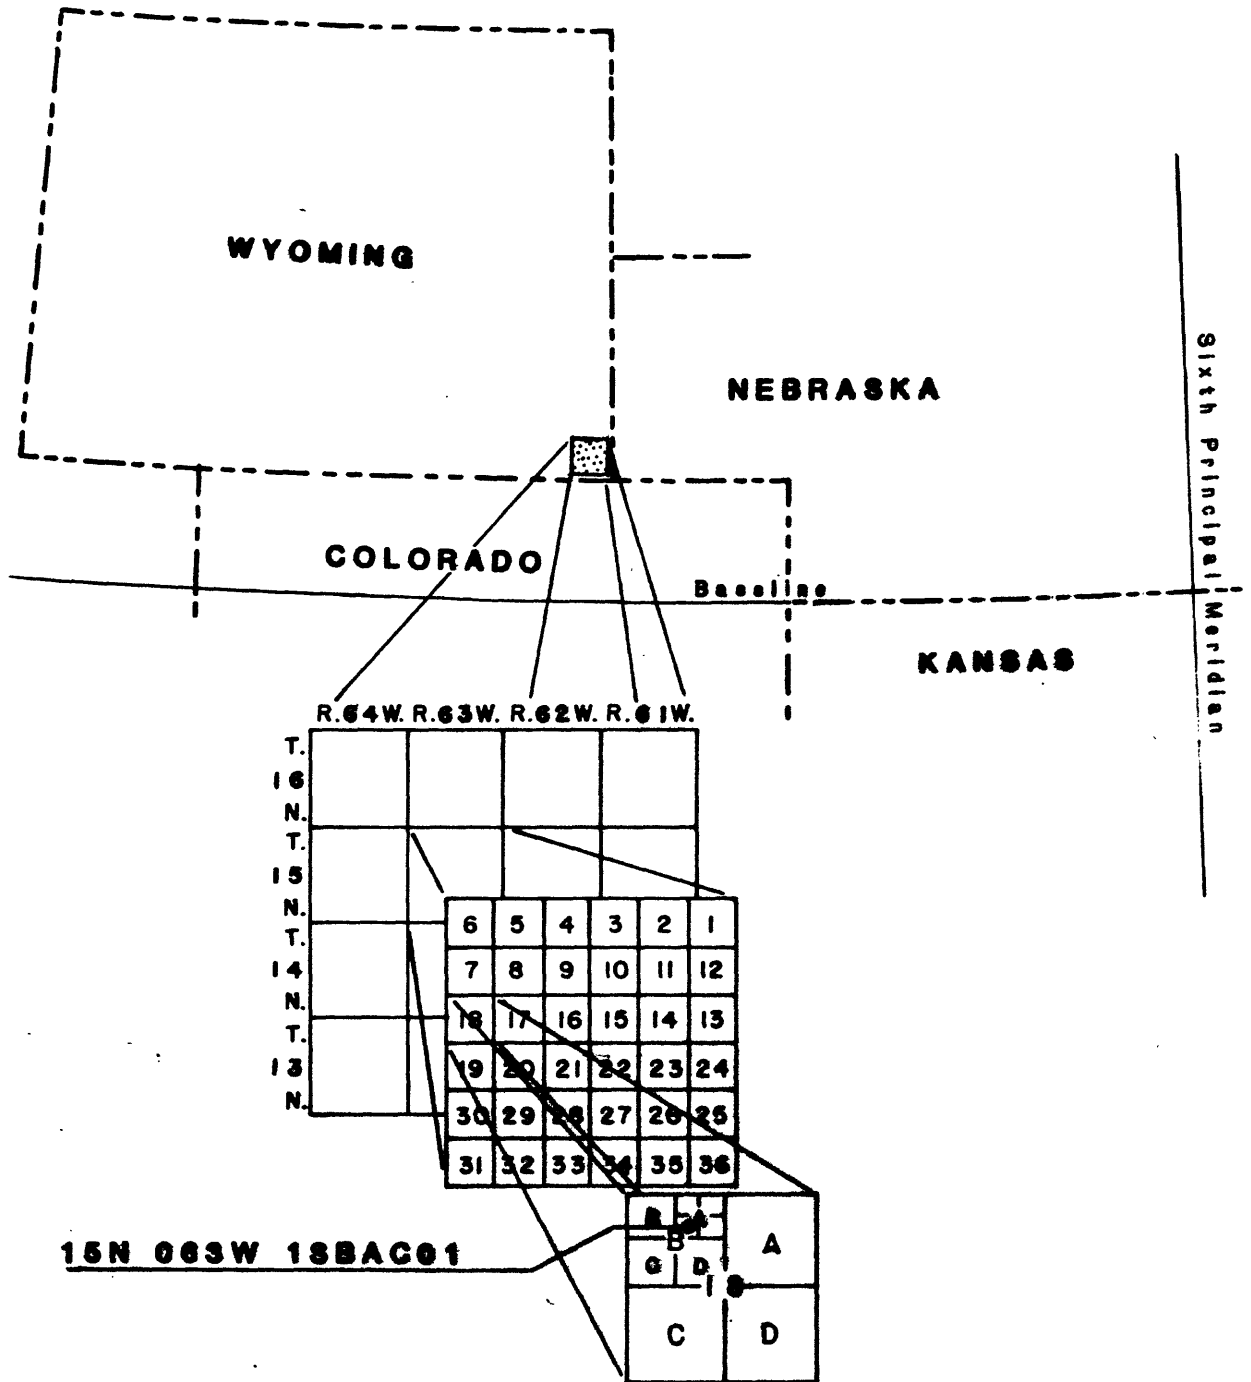 WYOMING
NEBRASKA
Sixth Principal Meridian
COLORADO
Baseline
KANSAS
R.64W. R.63W. R.62W. R.61W.
T.
16
N.
T.
15
N.
T.
14
N.
T.
13
N.
6 5 4 3 2 1
7 8 9 10 11 12
18 17 16 15 14 13
19 20 21 22 23 24
30 29 28 27 26 25
31 32 33 34 35 36
B A
B A
C D
18
C D
15N 063W 18BAC01